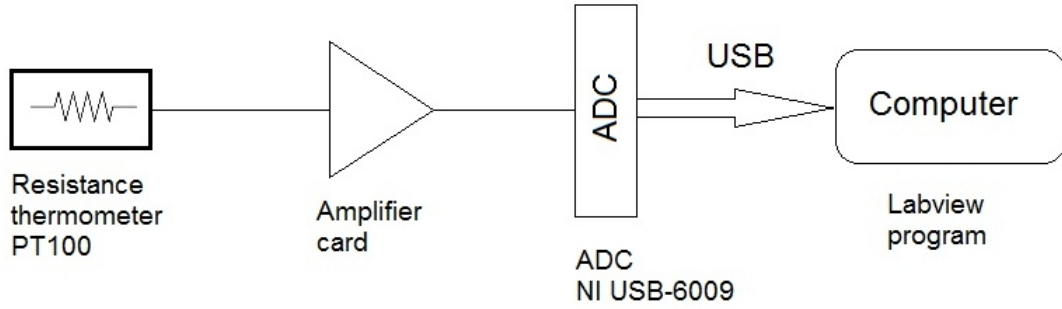 USB
ADC
Computer
Resistance
thermometer
PT100
Amplifier
card
ADC
NI USB-6009
Labview
program